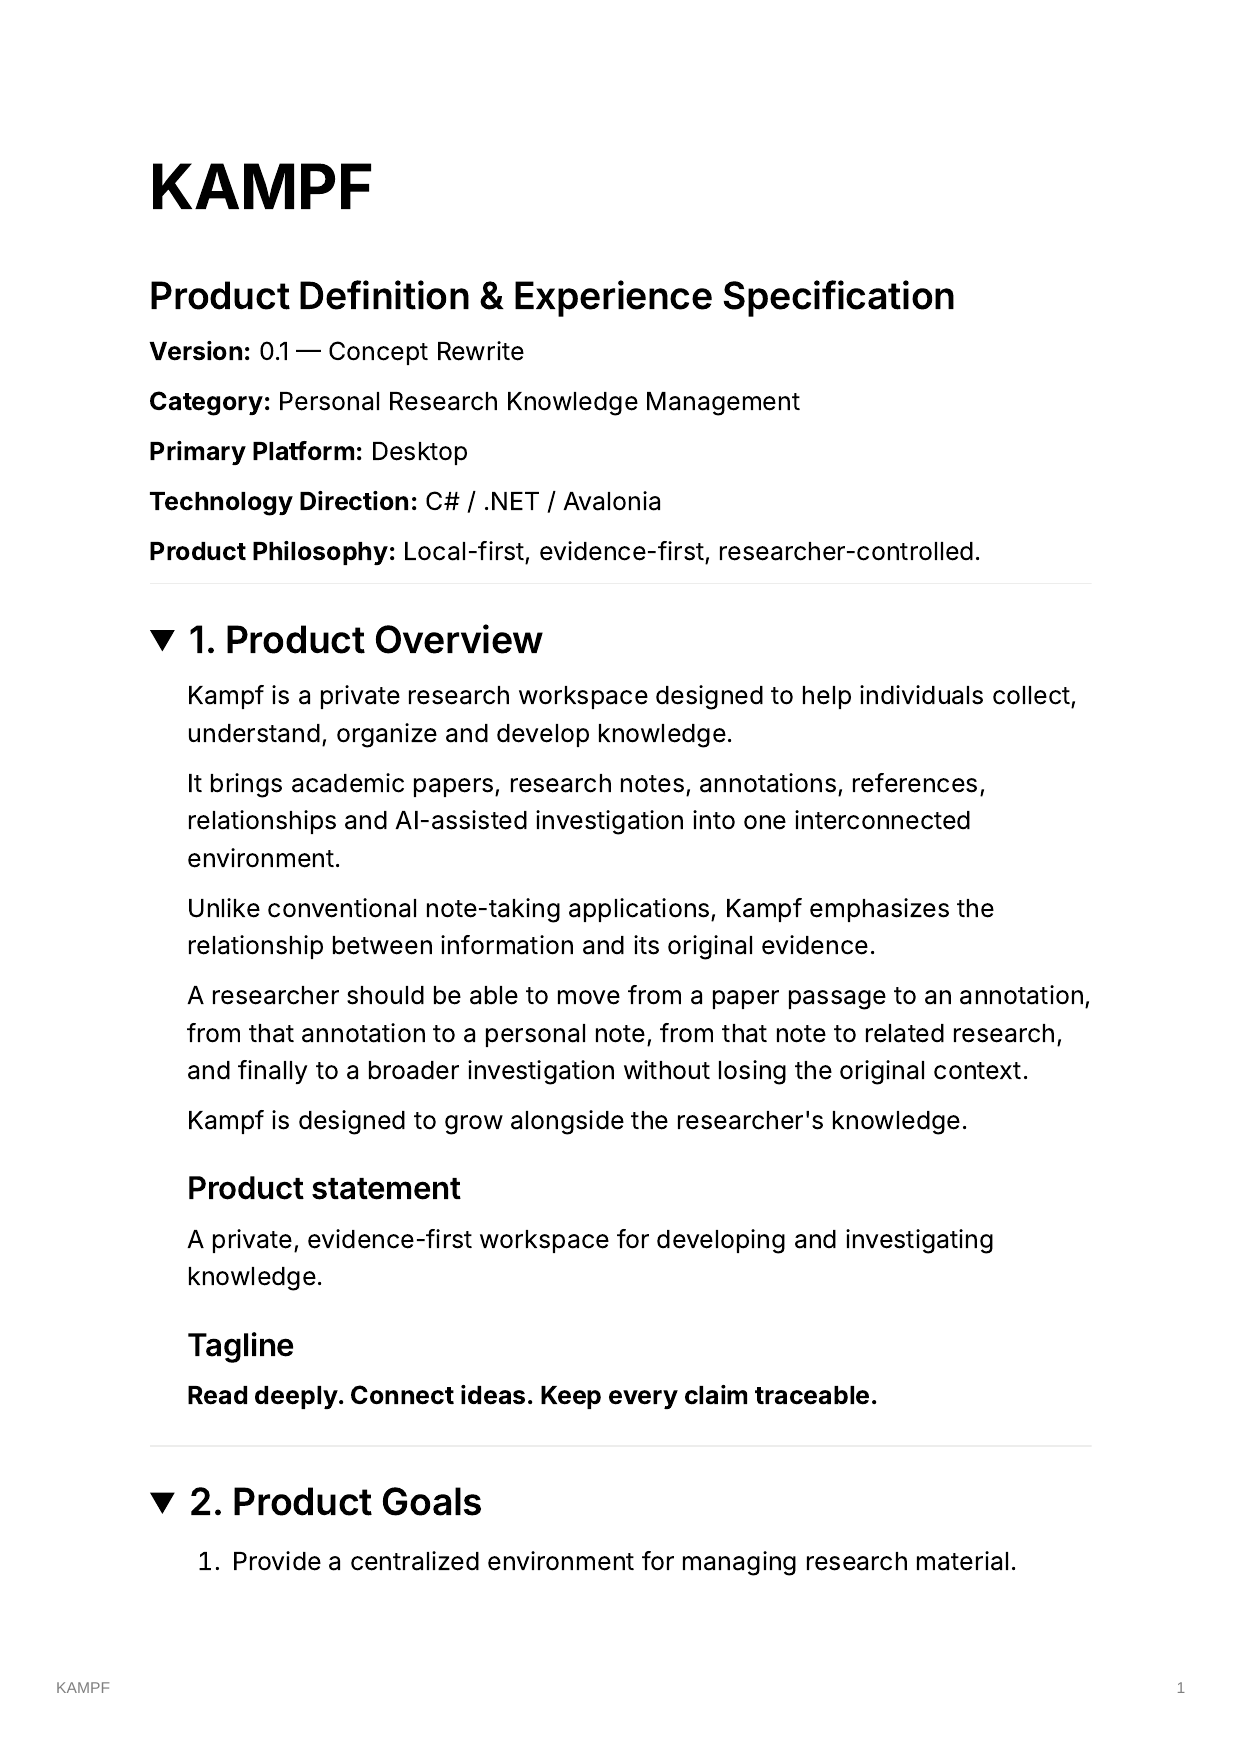 KAMPF
Product Definition & Experience Specification
Version: 0.1 — Concept Rewrite
Category: Personal Research Knowledge Management
Primary Platform: Desktop
Technology Direction: C# / .NET / Avalonia
Product Philosophy: Local-first, evidence-first, researcher-controlled.
▼ 1. Product Overview
Kampf is a private research workspace designed to help individuals collect,
understand, organize and develop knowledge.
It brings academic papers, research notes, annotations, references,
relationships and AI-assisted investigation into one interconnected
environment.
Unlike conventional note-taking applications, Kampf emphasizes the
relationship between information and its original evidence.
A researcher should be able to move from a paper passage to an annotation,
from that annotation to a personal note, from that note to related research,
and finally to a broader investigation without losing the original context.
Kampf is designed to grow alongside the researcher's knowledge.
Product statement
A private, evidence-first workspace for developing and investigating
knowledge.
Tagline
Read deeply. Connect ideas. Keep every claim traceable.
▼ 2. Product Goals
1. Provide a centralized environment for managing research material.
KAMPF 1